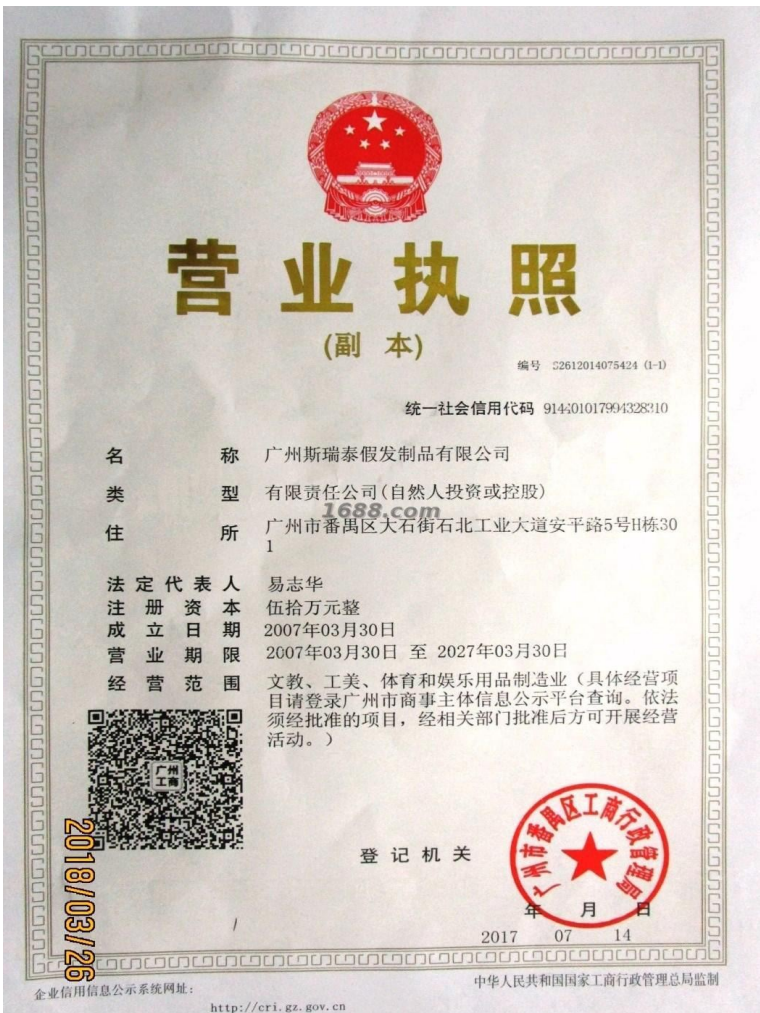 营业执照
(副 本)
编号 S2612014075424 (1-1)
统一社会信用代码 914401017994328310
名称 广州斯瑞泰假发制品有限公司
类型 有限责任公司(自然人投资或控股)
1688.com
住所 广州市番禺区大石街石北工业大道安平路5号H栋30
1
法定代表人 易志华
注册资本 伍拾万元整
成立日期 2007年03月30日
营业期限 2007年03月30日 至 2027年03月30日
经营范围 文教、工美、体育和娱乐用品制造业（具体经营项
目请登录广州市商事主体信息公示平台查询。依法
须经批准的项目，经相关部门批准后方可开展经营
活动。）
广州
工商
登记机关
广州市番禺区工商行政管理局
年 月 日
2017 07 14
2018/03/26
企业信用信息公示系统网址：
http://cri.gz.gov.cn
中华人民共和国国家工商行政管理总局监制